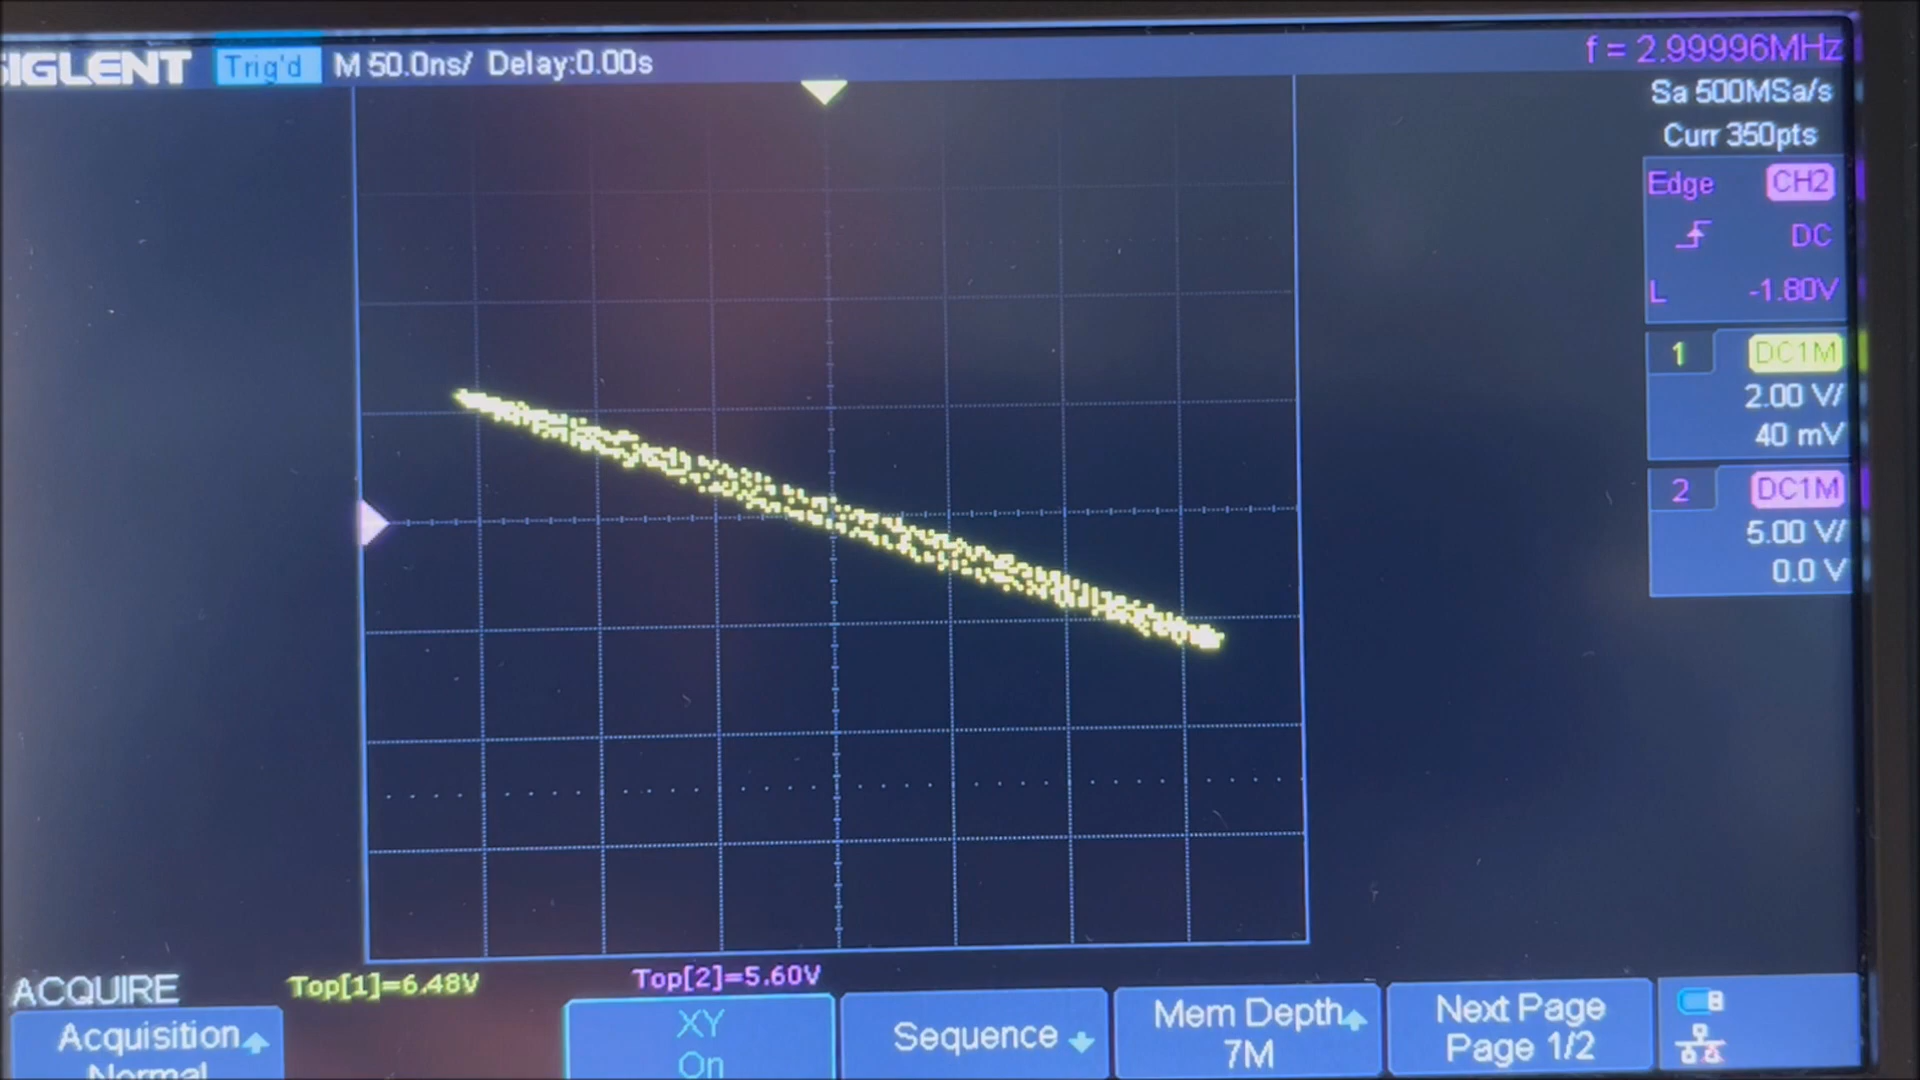 SIGLENT Trig'd M 50.0ns/ Delay:0.00s f = 2.99996MHz
Sa 500MSa/s
Curr 350pts
Edge CH2
DC
L -1.80V
1 DC1M
2.00 V/
40 mV
2 DC1M
5.00 V/
0.0 V
ACQUIRE Top[1]=6.48V Top[2]=5.60V
Acquisition
Normal
XY
On
Sequence
Mem Depth
7M
Next Page
Page 1/2